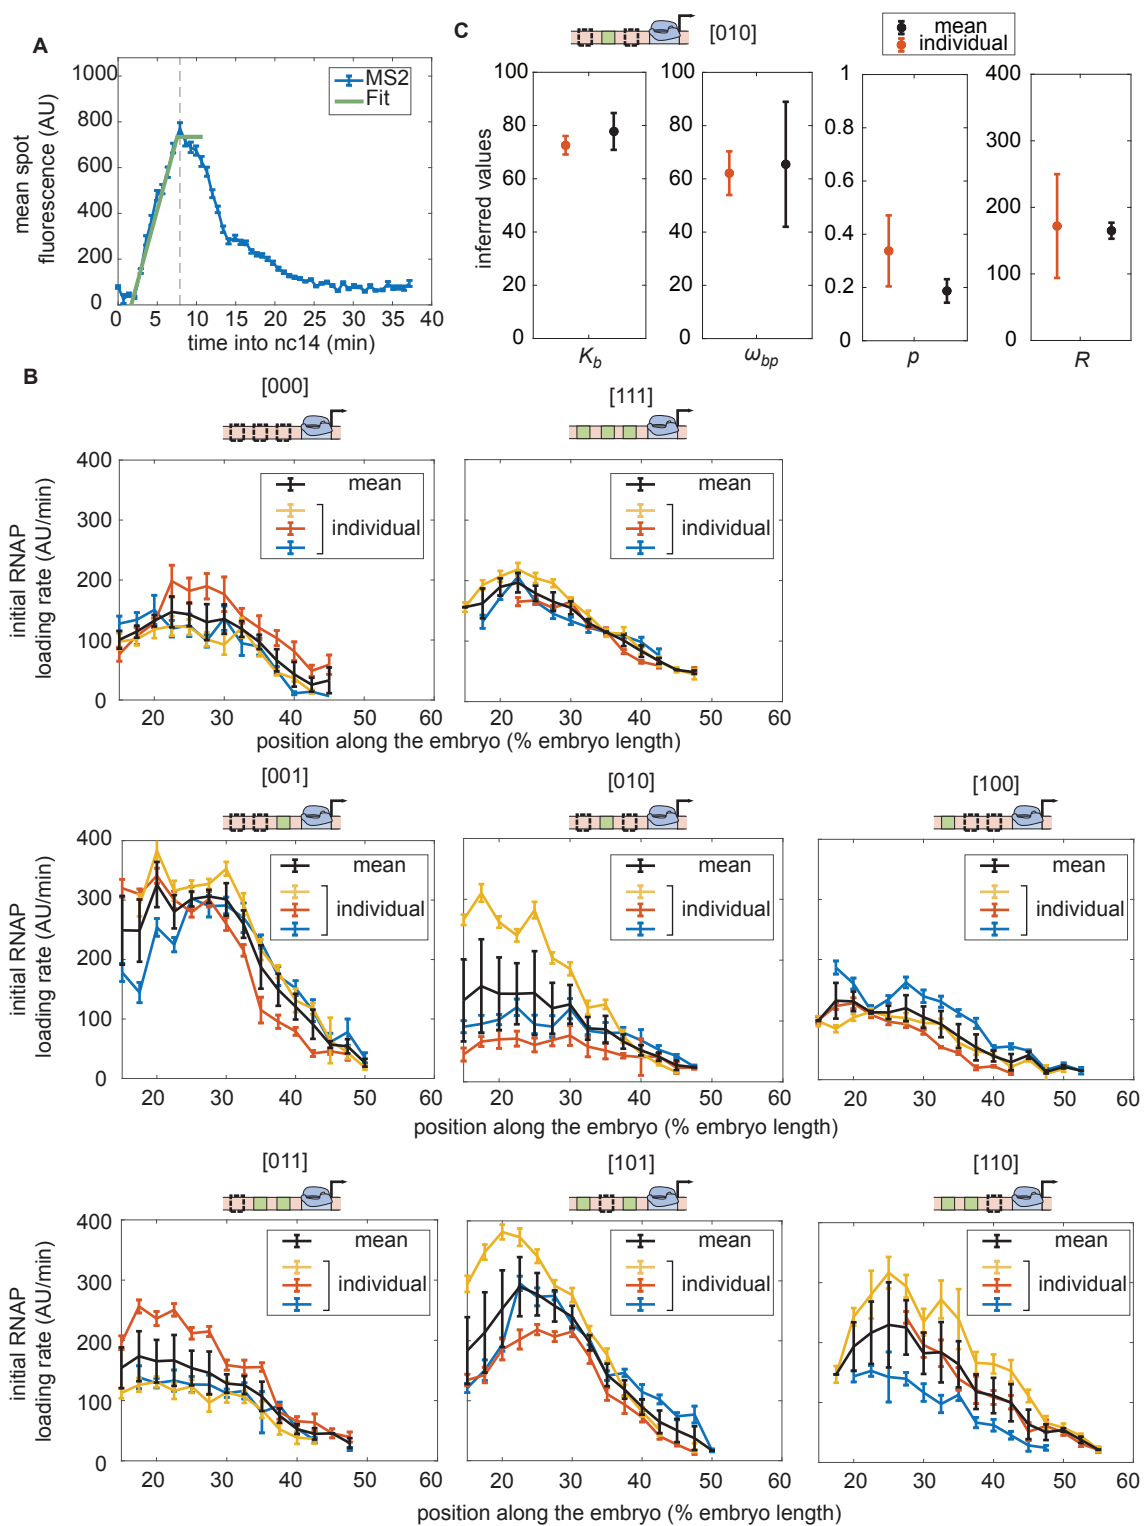 A
1000
800
600
400
200
0
mean spot
fluorescence (AU)
MS2
Fit
0 5 10 15 20 25 30 35 40
time into nc14 (min)
C
[010]
mean
individual
inferred values
100
80
60
40
20
0
K_b
100
80
60
40
20
0
ω_bp
1
0.8
0.6
0.4
0.2
0
p
400
300
200
100
0
R
B
[000]
[111]
initial RNAP
loading rate (AU/min)
400
300
200
100
0
mean
individual
mean
individual
20 30 40 50 60
20 30 40 50 60
position along the embryo (% embryo length)
[001]
[010]
[100]
initial RNAP
loading rate (AU/min)
400
300
200
100
0
mean
individual
mean
individual
mean
individual
20 30 40 50 60
20 30 40 50 60
20 30 40 50 60
position along the embryo (% embryo length)
[011]
[101]
[110]
initial RNAP
loading rate (AU/min)
400
300
200
100
0
mean
individual
mean
individual
mean
individual
20 30 40 50 60
20 30 40 50 60
20 30 40 50 60
position along the embryo (% embryo length)